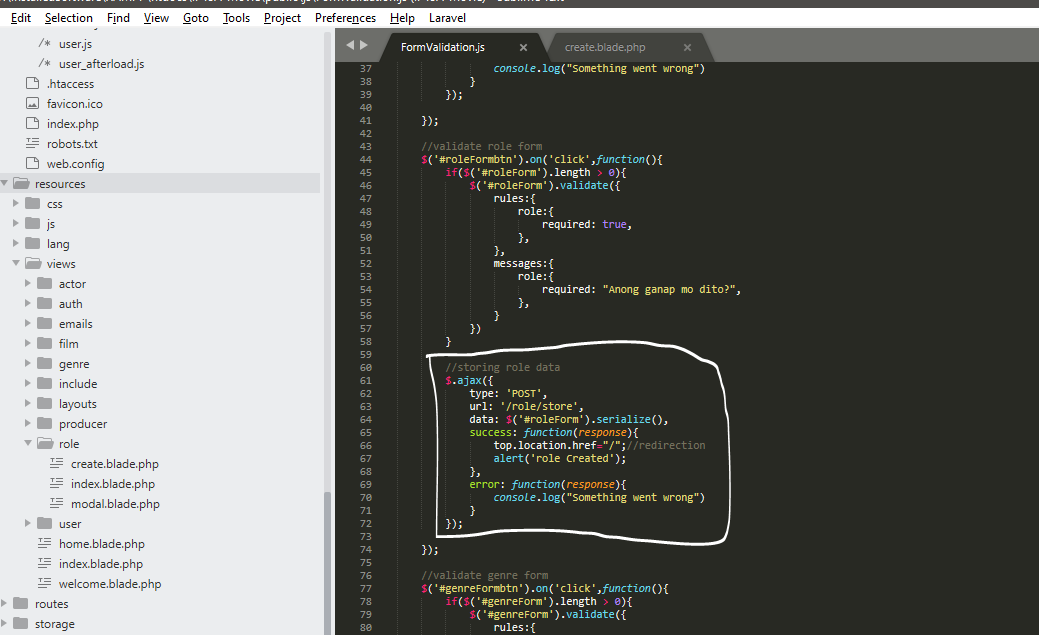 Edit Selection Find View Goto Tools Project Preferences Help Laravel
/* user.js
/* user_afterload.js
.htaccess
favicon.ico
index.php
robots.txt
web.config
resources
css
js
lang
views
actor
auth
emails
film
genre
include
layouts
producer
role
create.blade.php
index.blade.php
modal.blade.php
user
home.blade.php
index.blade.php
welcome.blade.php
routes
storage
FormValidation.js × create.blade.php ×
37 console.log("Something went wrong")
38 }
39 });
40
41 });
42
43 //validate role form
44 $('#roleFormbtn').on('click',function(){
45 if($('#roleForm').length > 0){
46 $('#roleForm').validate({
47 rules:{
48 role:{
49 required: true,
50 },
51 },
52 messages:{
53 role:{
54 required: "Anong ganap mo dito?",
55 },
56 }
57 })
58 }
59
60 //storing role data
61 $.ajax({
62 type: 'POST',
63 url: '/role/store',
64 data: $('#roleForm').serialize(),
65 success: function(response){
66 top.location.href="/";//redirection
67 alert('role Created');
68 },
69 error: function(response){
70 console.log("Something went wrong")
71 }
72 });
73
74 });
75
76 //validate genre form
77 $('#genreFormbtn').on('click',function(){
78 if($('#genreForm').length > 0){
79 $('#genreForm').validate({
80 rules:{